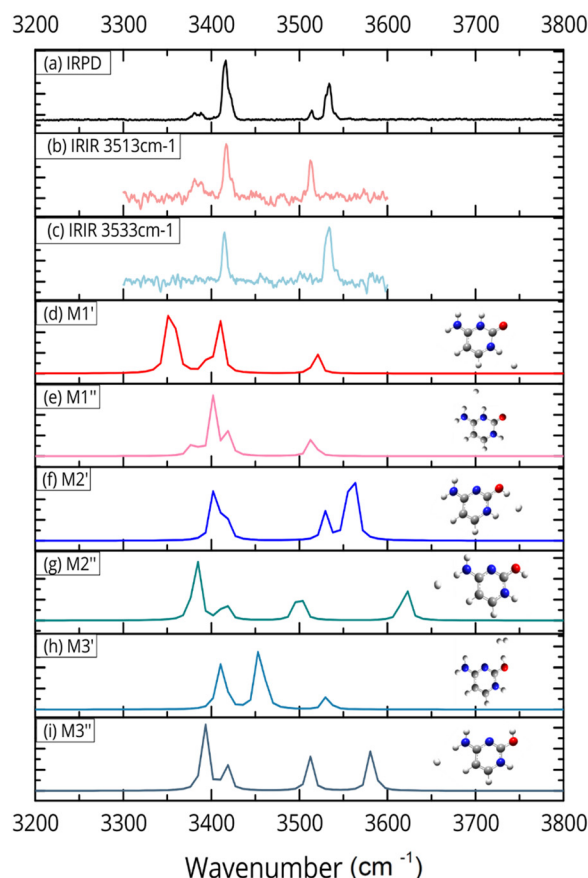 3200 3300 3400 3500 3600 3700 3800
(a) IRPD
(b) IRIR 3513cm-1
(c) IRIR 3533cm-1
(d) M1'
(e) M1"
(f) M2'
(g) M2"
(h) M3'
(i) M3"
3200 3300 3400 3500 3600 3700 3800
Wavenumber (cm⁻¹)